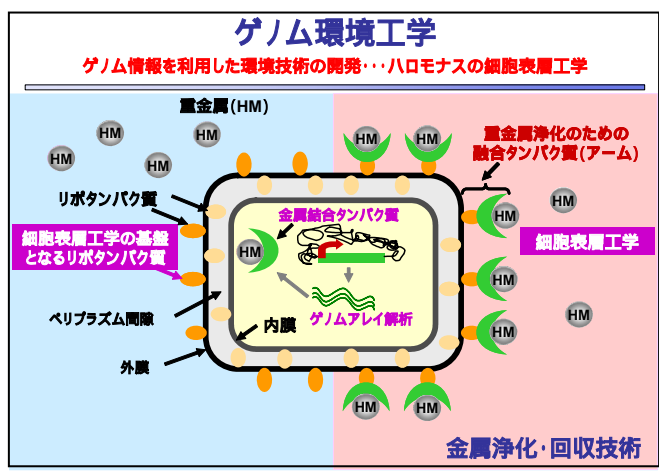 ゲノム環境工学
ゲノム情報を利用した環境技術の開発･･･ハロモナスの細胞表層工学
重金属(HM)
HM
HM
HM
HM
HM
HM
重金属浄化のための
融合タンパク質(アーム)
リポタンパク質
細胞表層工学の基盤
となるリポタンパク質
金属結合タンパク質
HM
HM
HM
細胞表層工学
HM
ゲノムアレイ解析
ペリプラズム間隙
内膜
HM
HM
外膜
HM
HM
金属浄化･回収技術